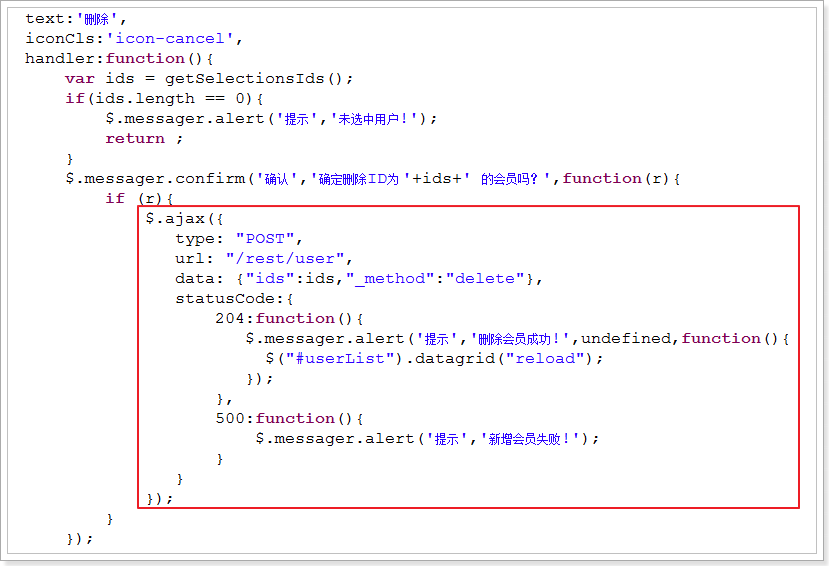 text:'删除',
iconCls:'icon-cancel',
handler:function(){
    var ids = getSelectionsIds();
    if(ids.length == 0){
        $.messager.alert('提示','未选中用户!');
        return ;
    }
    $.messager.confirm('确认','确定删除ID为 '+ids+' 的会员吗？',function(r){
        if (r){
            $.ajax({
               type: "POST",
               url: "/rest/user",
               data: {"ids":ids,"_method":"delete"},
               statusCode:{
                   204:function(){
                      $.messager.alert('提示','删除会员成功!',undefined,function(){
                        $("#userList").datagrid("reload");
                      });
                   },
                   500:function(){
                       $.messager.alert('提示','新增会员失败!');
                   }
               }
            });
        }
    });